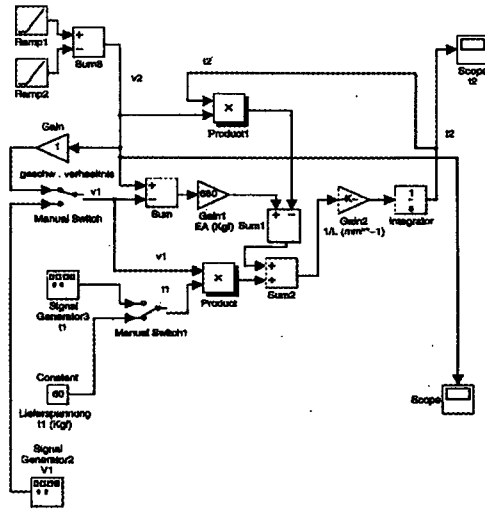 Ramp1
Ramp2
Sum3
v2
t2
Product1
t2
Scope
t2
Gain
1
geschw . verhaeltnis
v1
Manual Switch
Sum
660
Gain1
EA (Kgf)
Sum1
Gain2
1/L (mm**-1)
1
s
Integrator
v1
t1
Product
Sum2
Signal
Generator3
t1
Manual Switch1
Constant
60
Lieferspannung
t1 (Kgf)
Scope
Signal
Generator2
V1